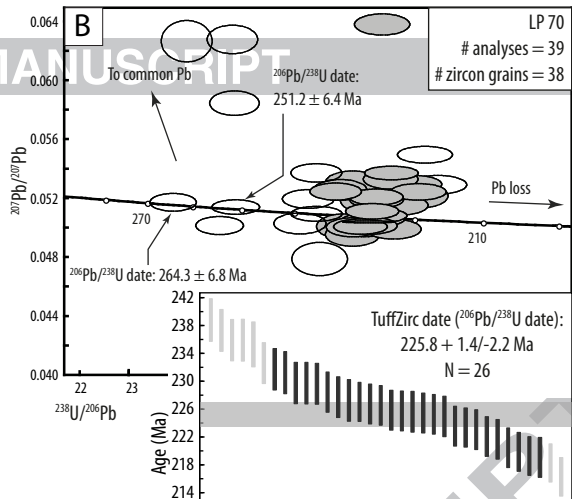 B
LP 70
# analyses = 39
# zircon grains = 38
MANUSCRIPT
To common Pb
206Pb/238U date:
251.2 ± 6.4 Ma
Pb loss
270
210
206Pb/238U date: 264.3 ± 6.8 Ma
207Pb/207Pb
0.064
0.060
0.056
0.052
0.048
0.044
0.040
22
23
238U/206Pb
TuffZirc date (206Pb/238U date):
225.8 + 1.4/-2.2 Ma
N = 26
Age (Ma)
242
238
234
230
226
222
218
214